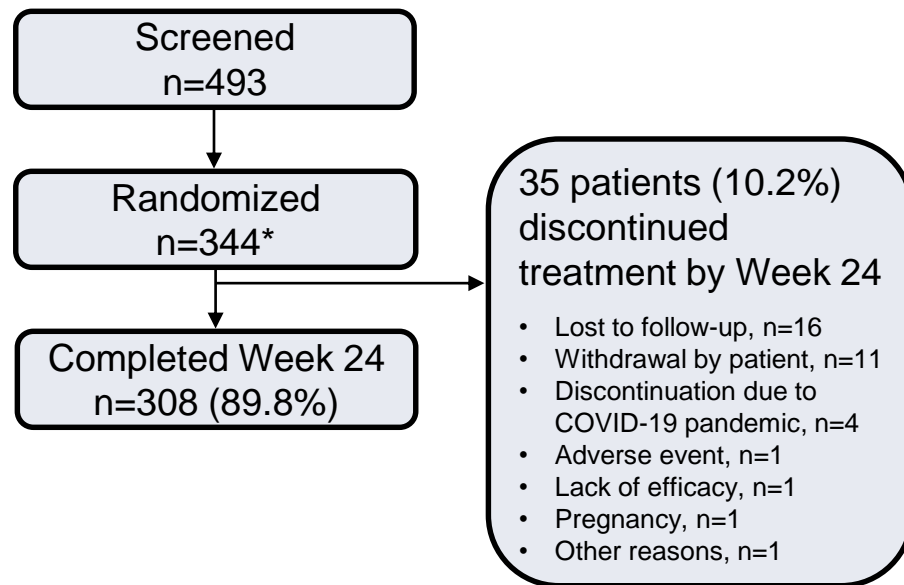 Screened
n=493
Randomized
n=344*
Completed Week 24
n=308 (89.8%)
35 patients (10.2%)
discontinued
treatment by Week 24
• Lost to follow-up, n=16
• Withdrawal by patient, n=11
• Discontinuation due to
COVID-19 pandemic, n=4
• Adverse event, n=1
• Lack of efficacy, n=1
• Pregnancy, n=1
• Other reasons, n=1